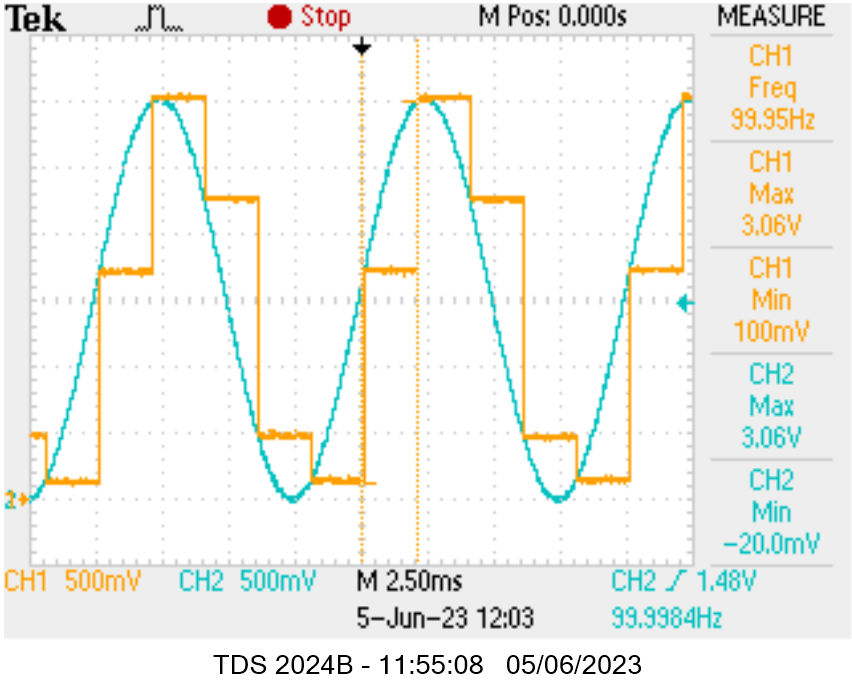 Tek Stop M Pos: 0.000s MEASURE
CH1
Freq
99.95Hz
CH1
Max
3.06V
CH1
Min
100mV
CH2
Max
3.06V
CH2
Min
-20.0mV
2
CH1 500mV CH2 500mV M 2.50ms CH2 1.48V
5-Jun-23 12:03 99.9984Hz
TDS 2024B - 11:55:08 05/06/2023